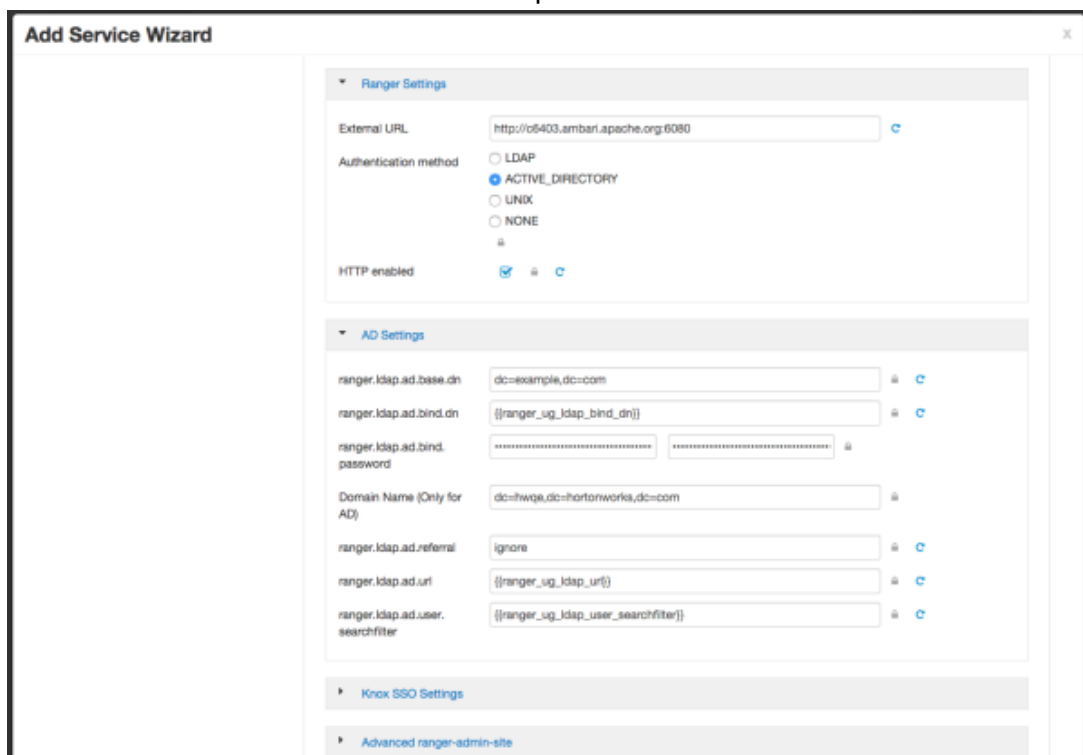 Add Service Wizard
X
Ranger Settings
External URL
http://c6403.ambari.apache.org:6080
Authentication method
LDAP
ACTIVE_DIRECTORY
UNIX
NONE
HTTP enabled
AD Settings
ranger.ldap.ad.base.dn
dc=example,dc=com
ranger.ldap.ad.bind.dn
{{ranger_ug_ldap_bind_dn}}
ranger.ldap.ad.bind.
password
Domain Name (Only for
AD)
dc=hwqe,dc=hortonworks,dc=com
ranger.ldap.ad.referral
ignore
ranger.ldap.ad.url
{{ranger_ug_ldap_url}}
ranger.ldap.ad.user.
searchfilter
{{ranger_ug_ldap_user_searchfilter}}
Knox SSO Settings
Advanced ranger-admin-site